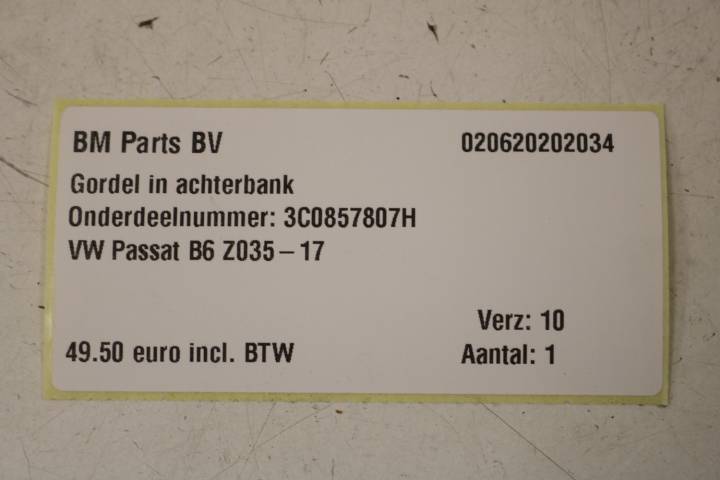 BM Parts BV 020620202034
Gordel in achterbank
Onderdeelnummer: 3C0857807H
VW Passat B6 Z035 – 17
Verz: 10
49.50 euro incl. BTW Aantal: 1